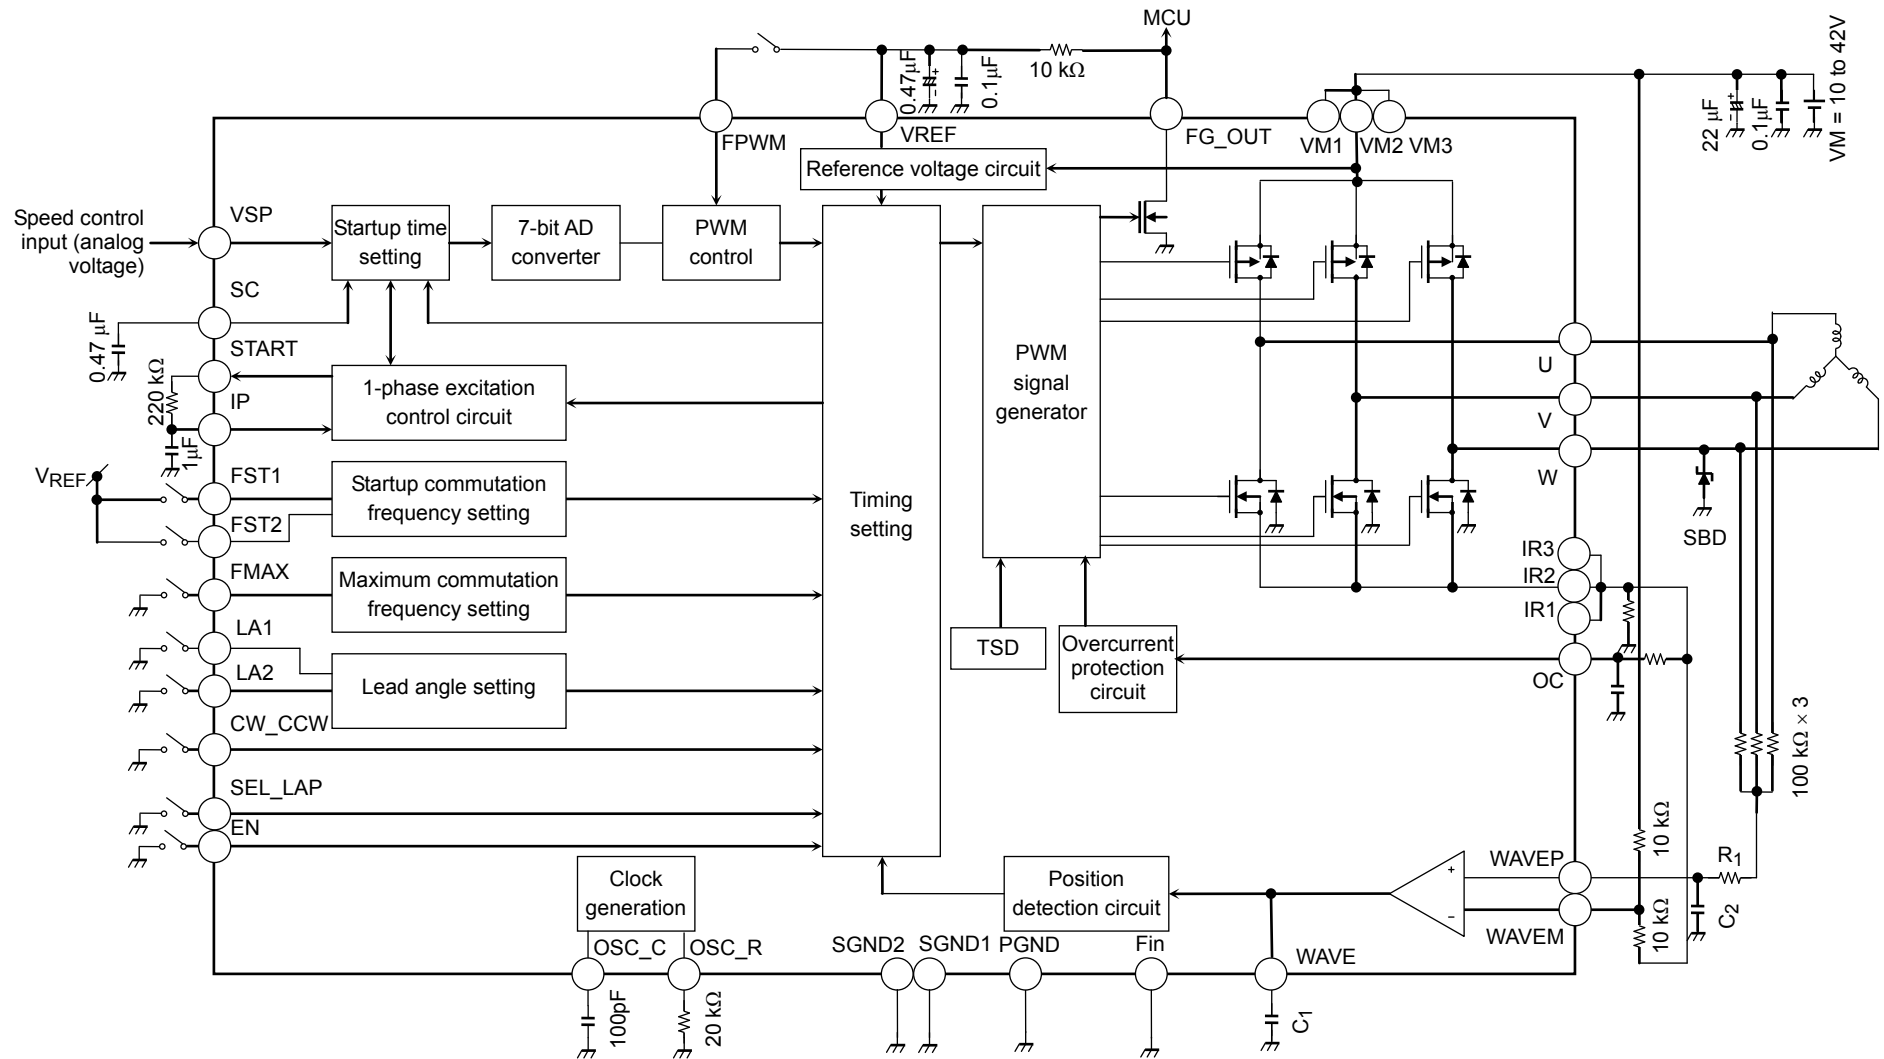 MCU
0.47μF
+
−
0.1μF
10 kΩ
VM = 10 to 42V
22 μF
+
−
0.1μF
FPWM
VREF
FG_OUT
VM1
VM2
VM3
Reference voltage circuit
Speed control
input (analog
voltage)
VSP
Startup time
setting
7-bit AD
converter
PWM
control
SC
0.47 μF
START
220 kΩ
IP
1μF
1-phase excitation
control circuit
PWM
signal
generator
U
V
W
SBD
VREF
FST1
FST2
Startup commutation
frequency setting
Timing
setting
FMAX
Maximum commutation
frequency setting
IR3
IR2
IR1
LA1
LA2
Lead angle setting
TSD
Overcurrent
protection
circuit
OC
CW_CCW
100 kΩ × 3
SEL_LAP
EN
10 kΩ
Clock
generation
Position
detection circuit
+
−
WAVEP
WAVEM
R1
C2
10 kΩ
OSC_C
OSC_R
SGND2
SGND1
PGND
Fin
WAVE
100pF
20 kΩ
C1